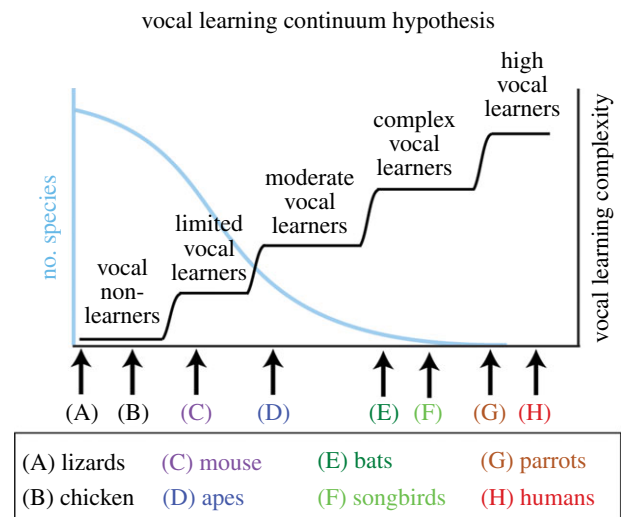 vocal learning continuum hypothesis
high
vocal
learners
complex
vocal
learners
moderate
vocal
learners
limited
vocal
learners
vocal
non-
learners
no. species
vocal learning complexity
(A) (B) (C) (D) (E) (F) (G) (H)
(A) lizards (C) mouse (E) bats (G) parrots
(B) chicken (D) apes (F) songbirds (H) humans